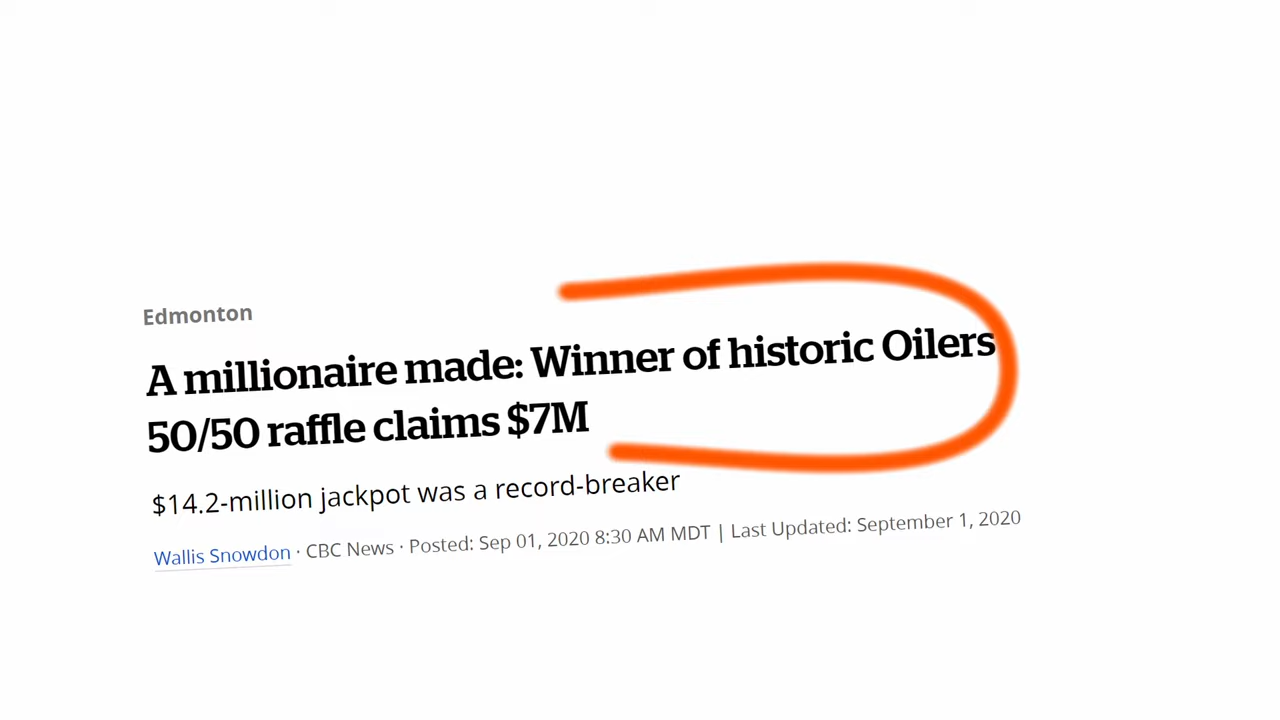 Edmonton
A millionaire made: Winner of historic Oilers
50/50 raffle claims $7M
$14.2-million jackpot was a record-breaker
Wallis Snowdon · CBC News · Posted: Sep 01, 2020 8:30 AM MDT | Last Updated: September 1, 2020